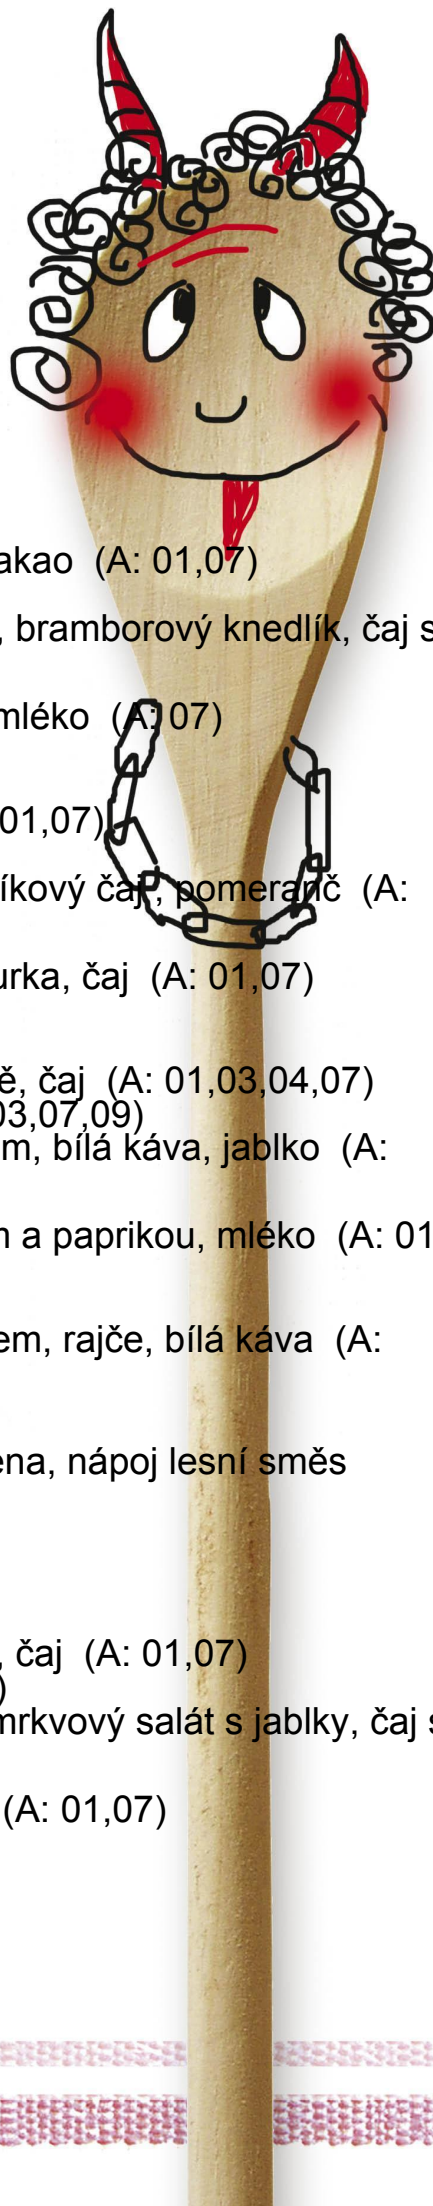 akao (A: 01,07)
, bramborový knedlík, čaj s
mléko (A: 07)
01,07)
íkový čaj , pomeranč (A:
urka, čaj (A: 01,07)
ě, čaj (A: 01,03,04,07)
03,07,09)
m, bílá káva, jablko (A:
n a paprikou, mléko (A: 01
em, rajče, bílá káva (A:
ena, nápoj lesní směs
, čaj (A: 01,07)
)
mrkvový salát s jablky, čaj s
(A: 01,07)